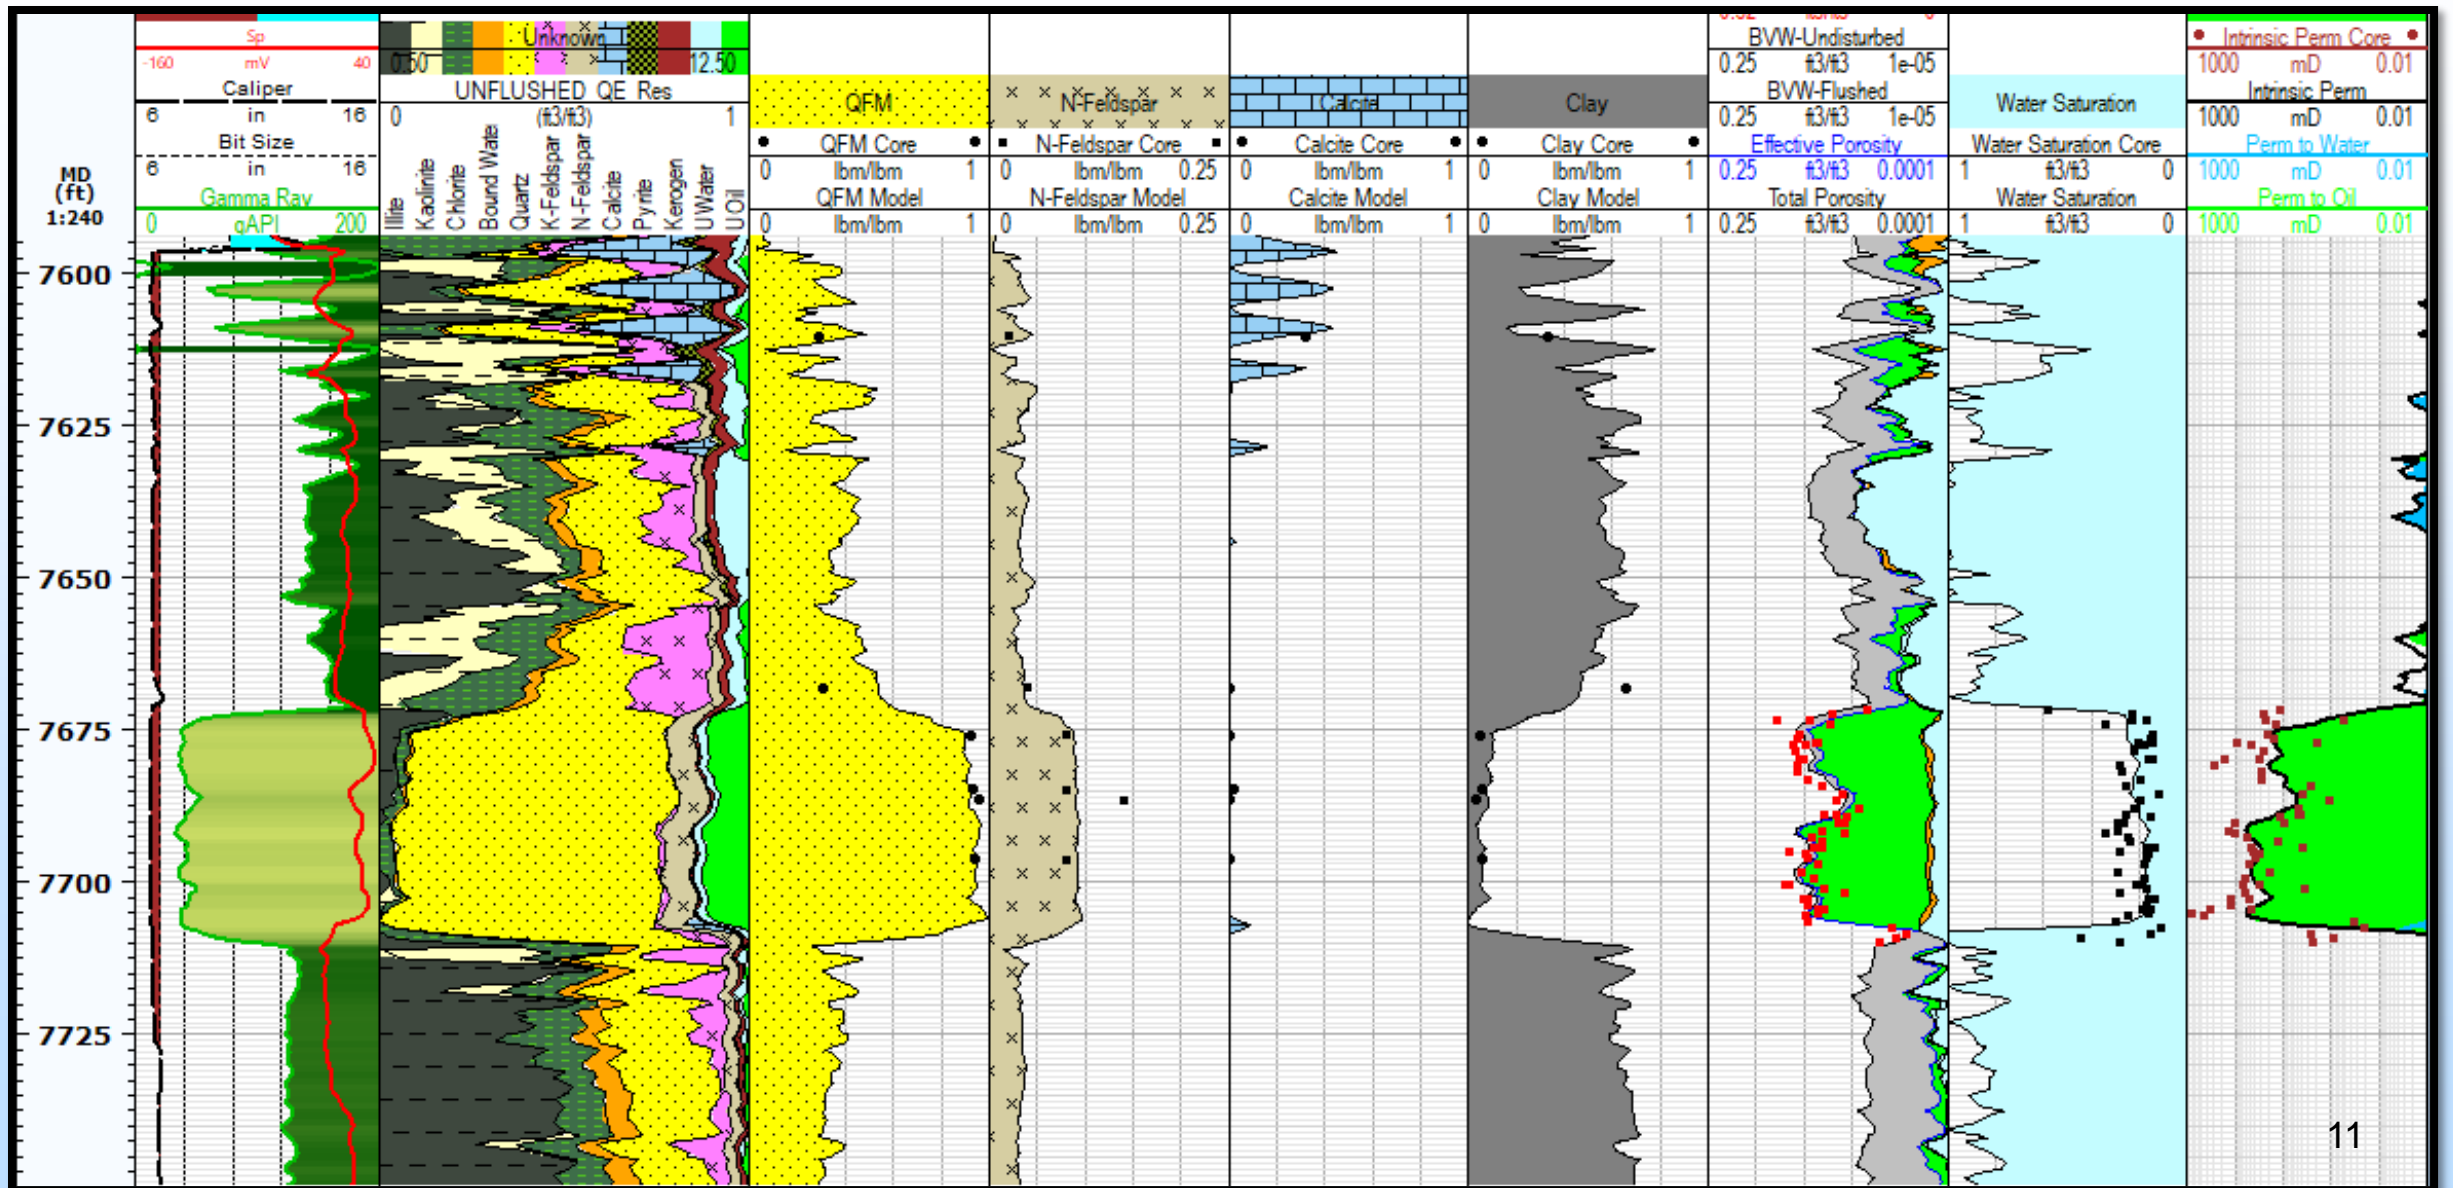 MD
(ft)
1:240
7600
7625
7650
7675
7700
7725
Sp
-160 mV 40
Caliper
6 in 16
Bit Size
6 in 16
Gamma Ray
0 gAPI 200
Unknown
0.50 12.50
UNFLUSHED_QE_Res
0 (ft3/ft3) 1
Illite
Kaolinite
Chlorite
Bound Water
Quartz
K-Feldspar
N-Feldspar
Calcite
Pyrite
Kerogen
UWater
UOil
QFM
QFM Core
0 lbm/lbm 1
QFM Model
0 lbm/lbm 1
N-Feldspar
N-Feldspar Core
0 lbm/lbm 0.25
N-Feldspar Model
0 lbm/lbm 0.25
Calcite
Calcite Core
0 lbm/lbm 1
Calcite Model
0 lbm/lbm 1
Clay
Clay Core
0 lbm/lbm 1
Clay Model
0 lbm/lbm 1
BVW-Undisturbed
0.25 ft3/ft3 1e-05
BVW-Flushed
0.25 ft3/ft3 1e-05
Effective Porosity
0.25 ft3/ft3 0.0001
Total Porosity
0.25 ft3/ft3 0.0001
Water Saturation
Water Saturation Core
1 ft3/ft3 0
Water Saturation
1 ft3/ft3 0
Intrinsic Perm Core
1000 mD 0.01
Intrinsic Perm
1000 mD 0.01
Perm to Water
1000 mD 0.01
Perm to Oil
1000 mD 0.01
11